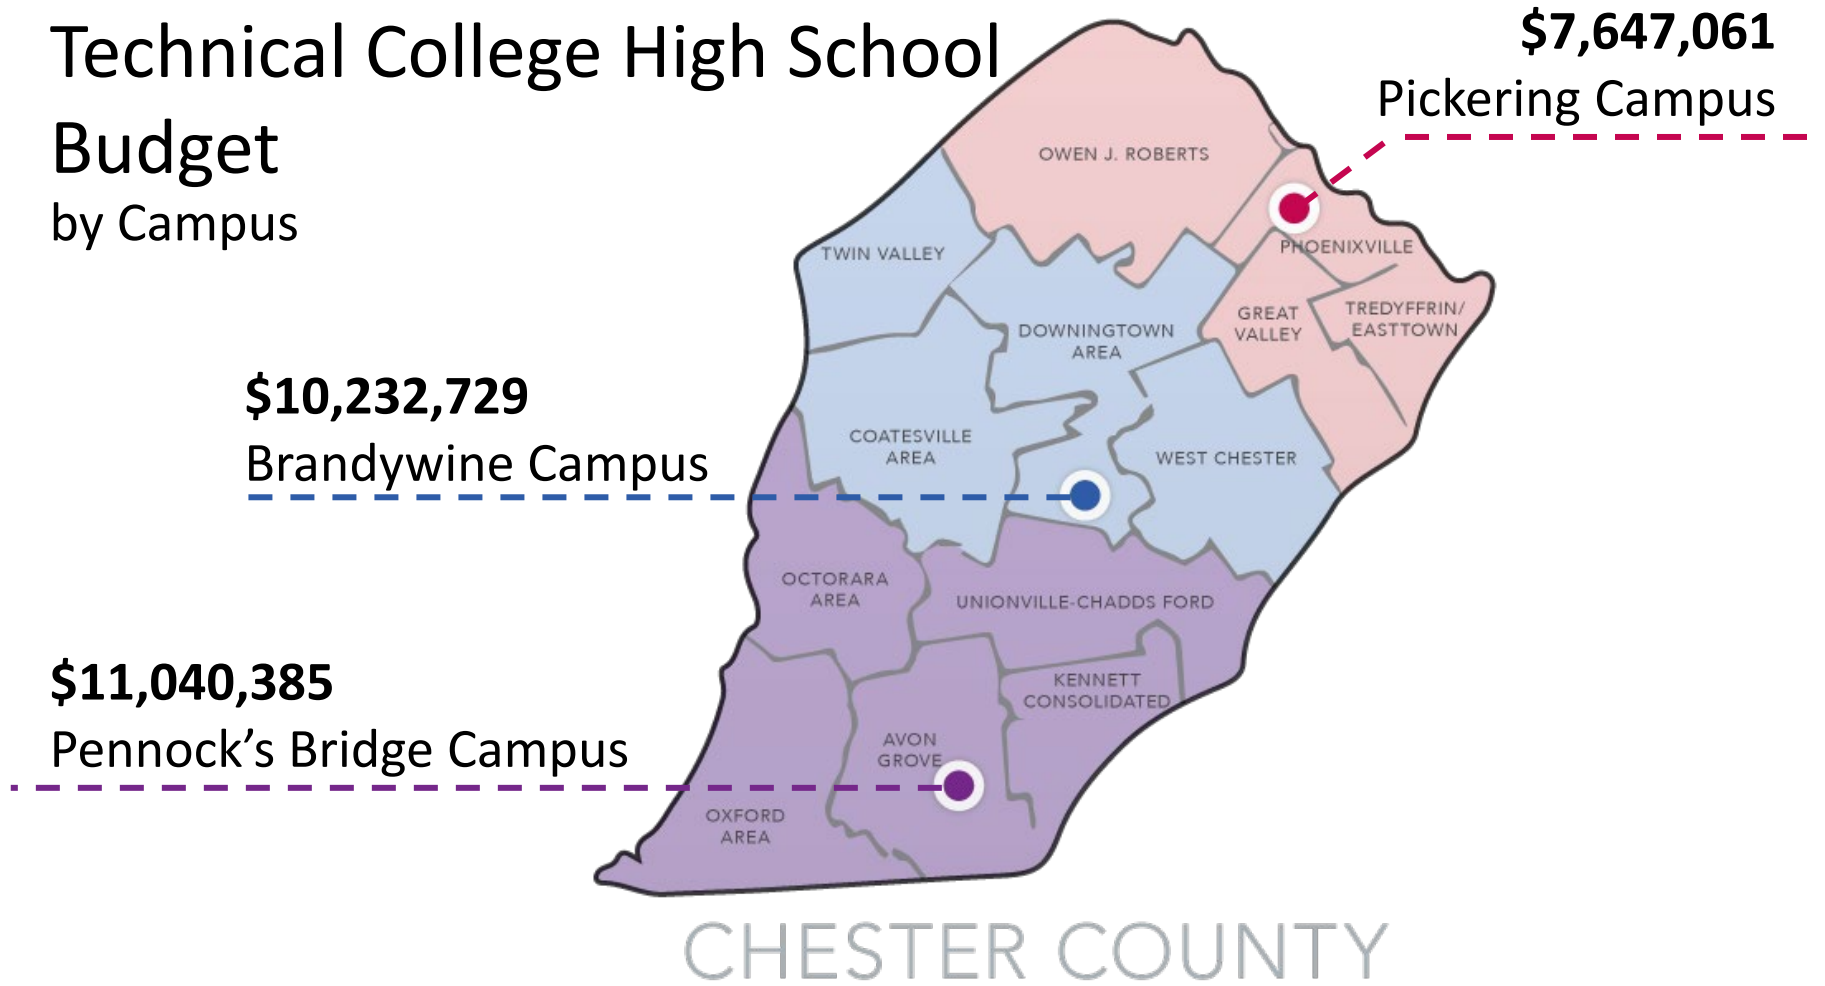 Technical College High School
Budget
by Campus
$7,647,061
Pickering Campus
OWEN J. ROBERTS
PHOENIXVILLE
TWIN VALLEY
GREAT
VALLEY
TREDYFFRIN/
EASTTOWN
DOWNINGTOWN
AREA
$10,232,729
Brandywine Campus
COATESVILLE
AREA
WEST CHESTER
OCTORARA
AREA
UNIONVILLE-CHADDS FORD
$11,040,385
Pennock’s Bridge Campus
KENNETT
CONSOLIDATED
AVON
GROVE
OXFORD
AREA
CHESTER COUNTY